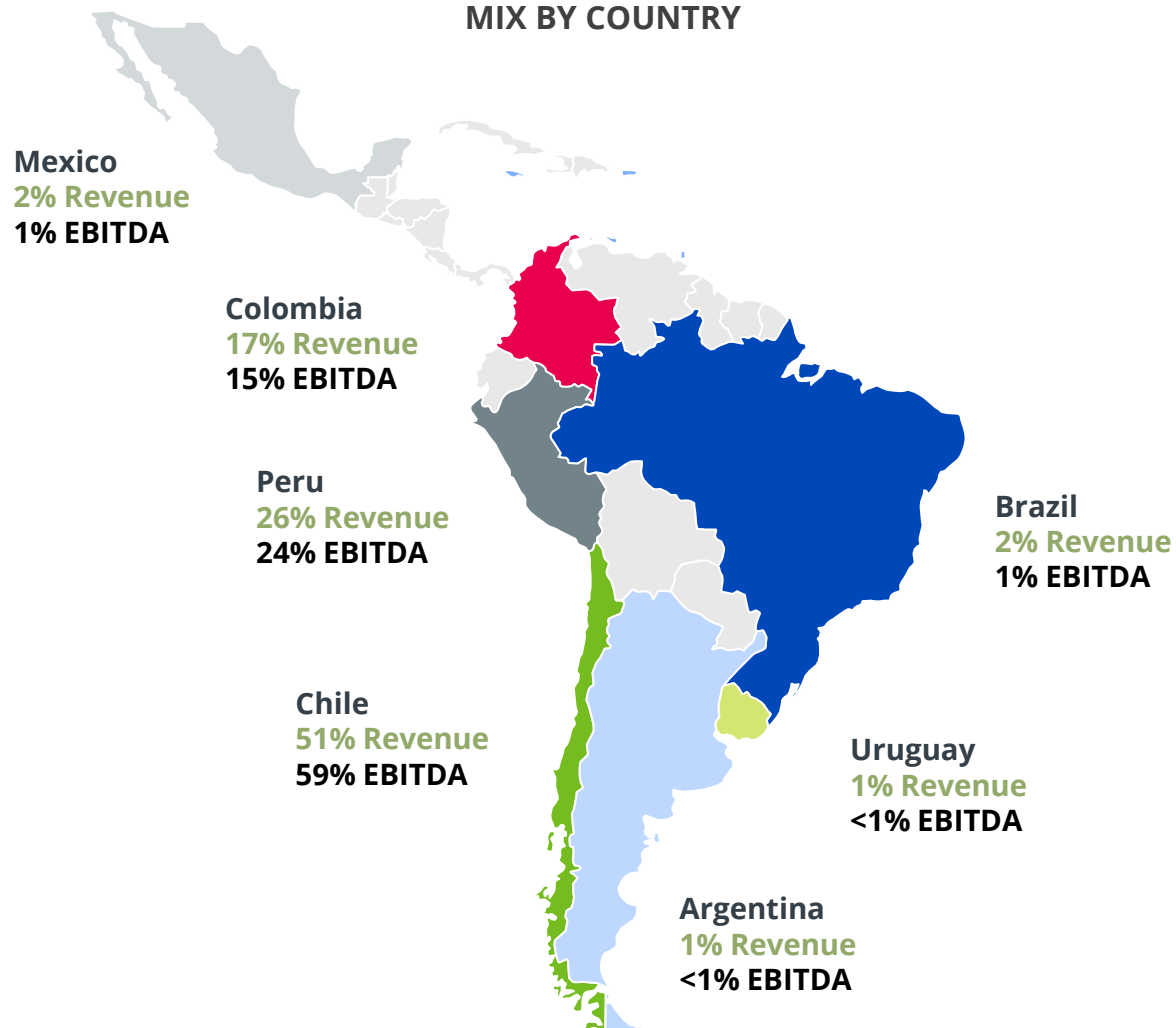 MIX BY COUNTRY
Mexico
2% Revenue
1% EBITDA
Colombia
17% Revenue
15% EBITDA
Peru
26% Revenue
24% EBITDA
Brazil
2% Revenue
1% EBITDA
Chile
51% Revenue
59% EBITDA
Uruguay
1% Revenue
<1% EBITDA
Argentina
1% Revenue
<1% EBITDA